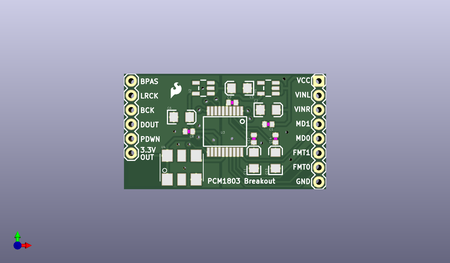 BPAS
LRCK
BCK
DOUT
PDWN
3.3V
OUT
VCC
VINL
VINR
MD1
MD0
FMT1
FMT0
GND
PCM1803 Breakout